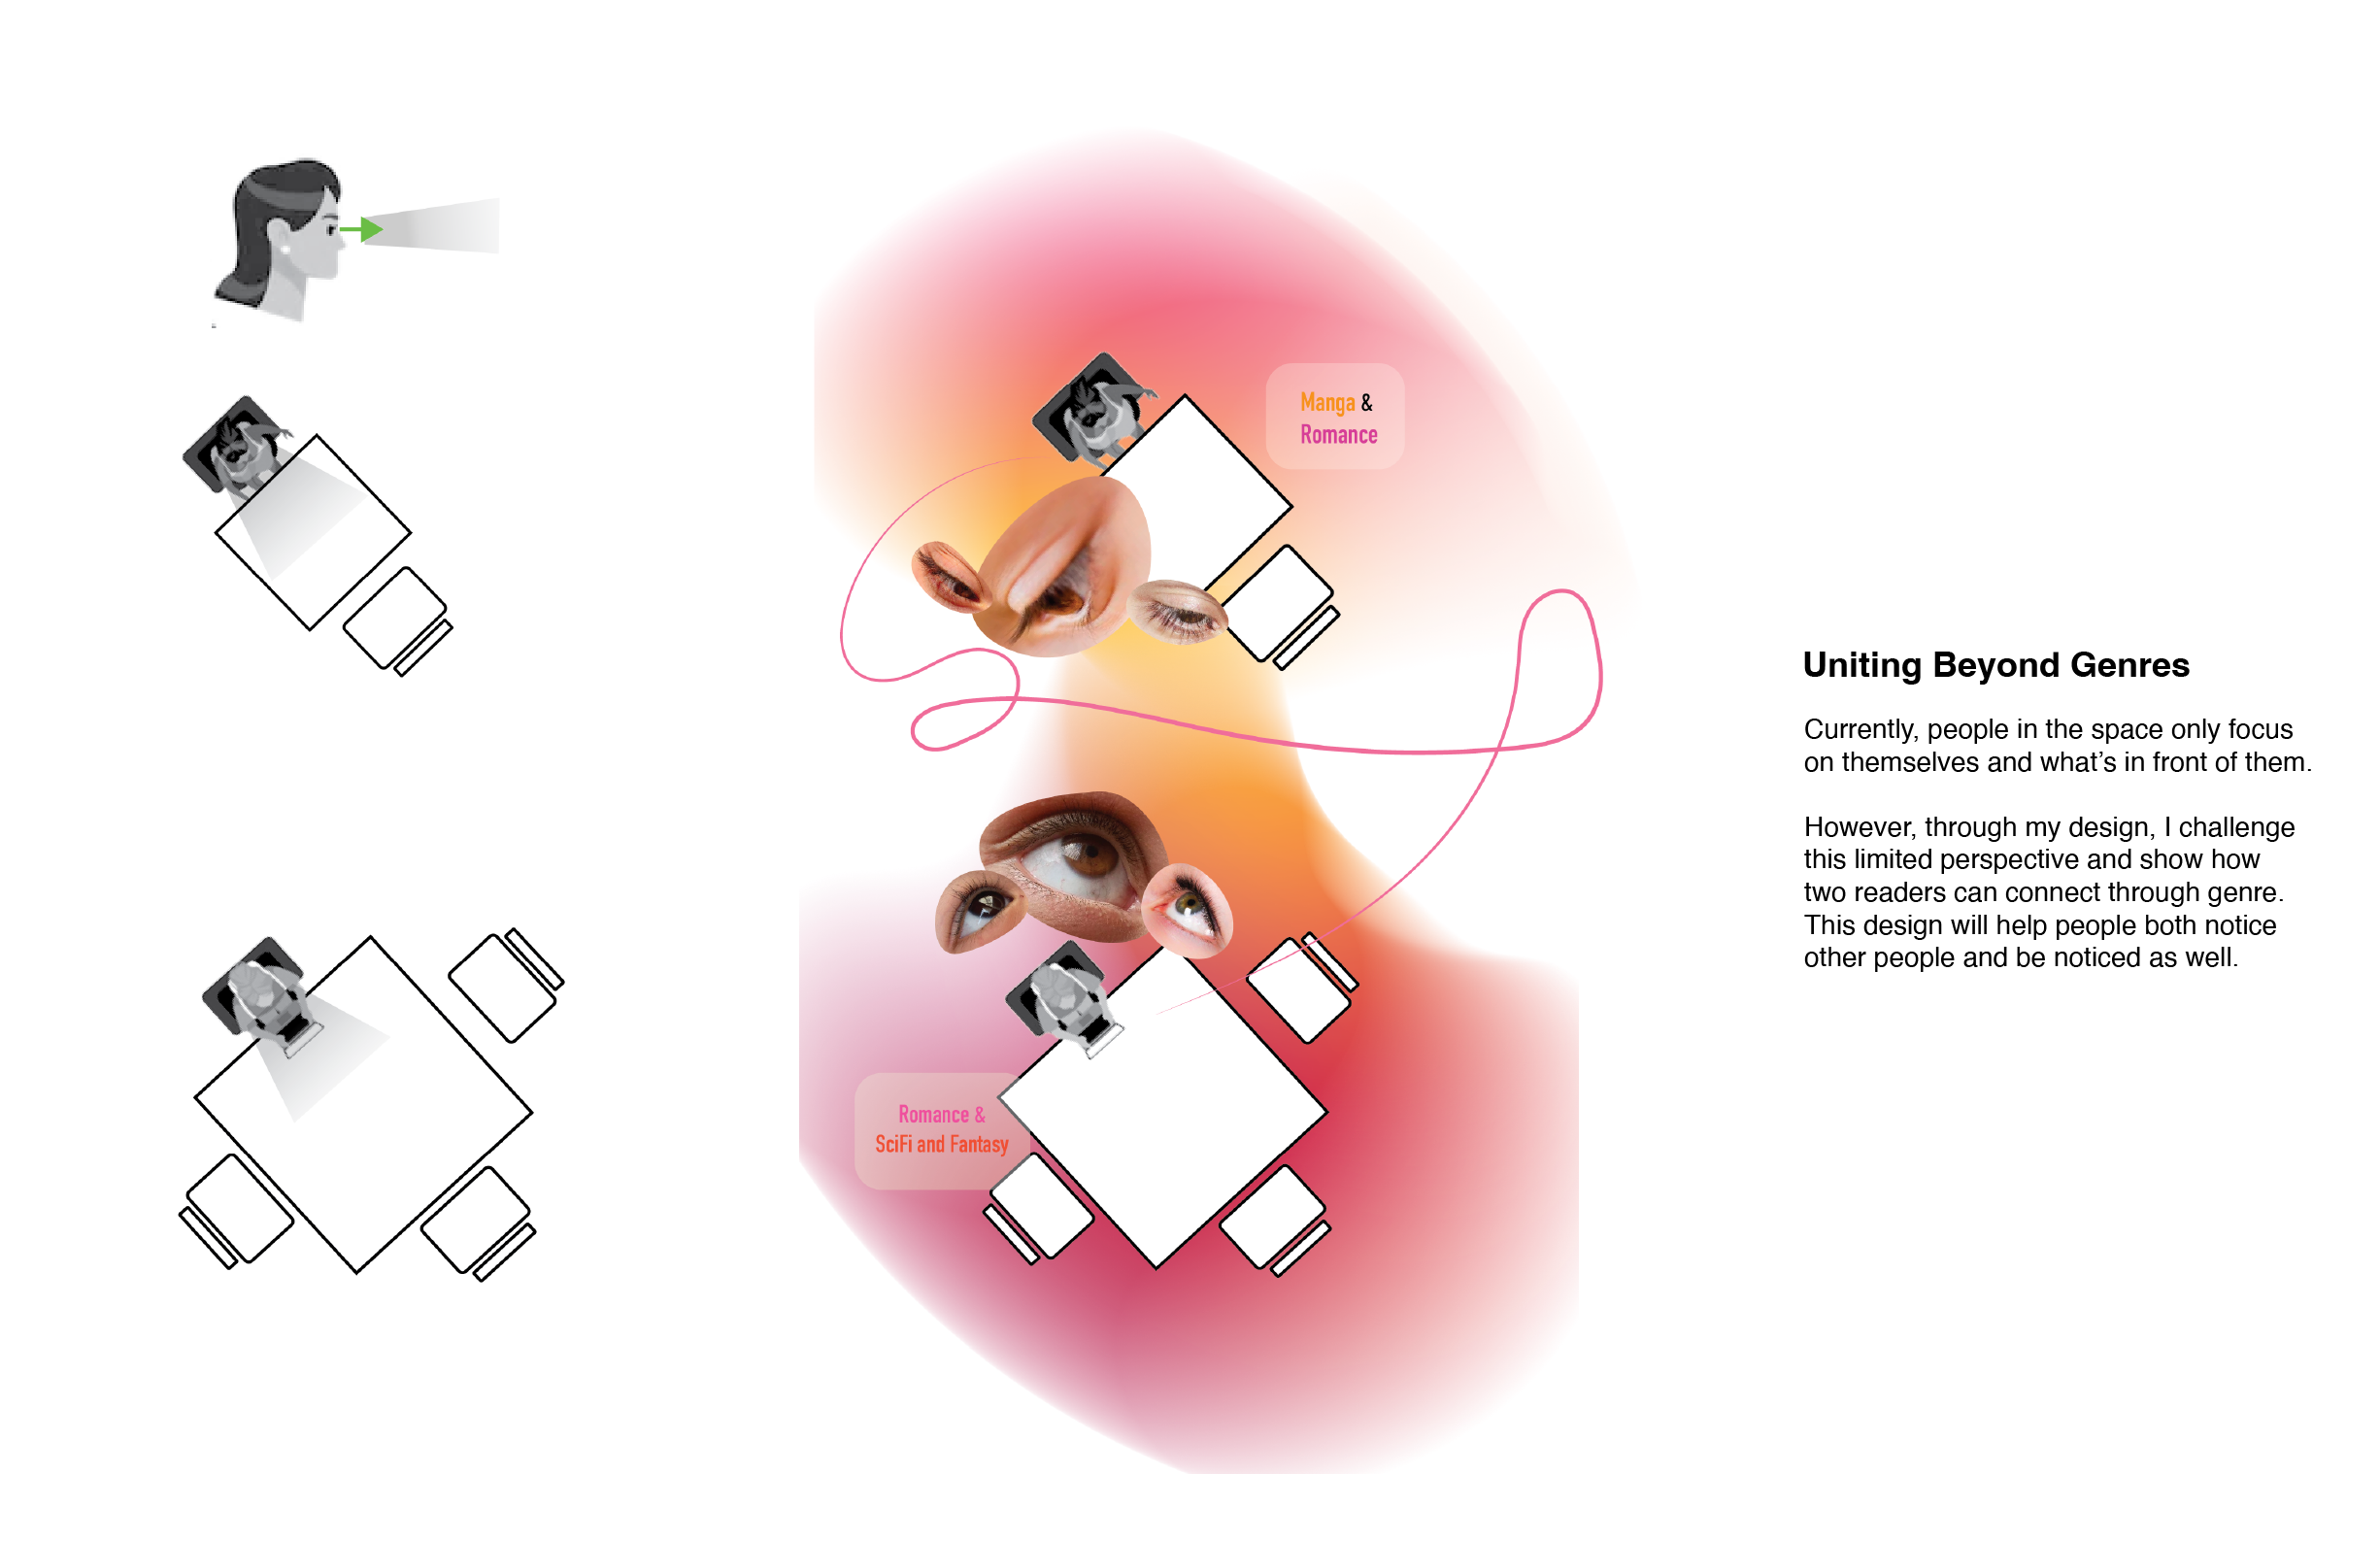 Manga &
Romance
Uniting Beyond Genres
Currently, people in the space only focus
on themselves and what’s in front of them.
However, through my design, I challenge
this limited perspective and show how
two readers can connect through genre.
This design will help people both notice
other people and be noticed as well.
Romance &
SciFi and Fantasy